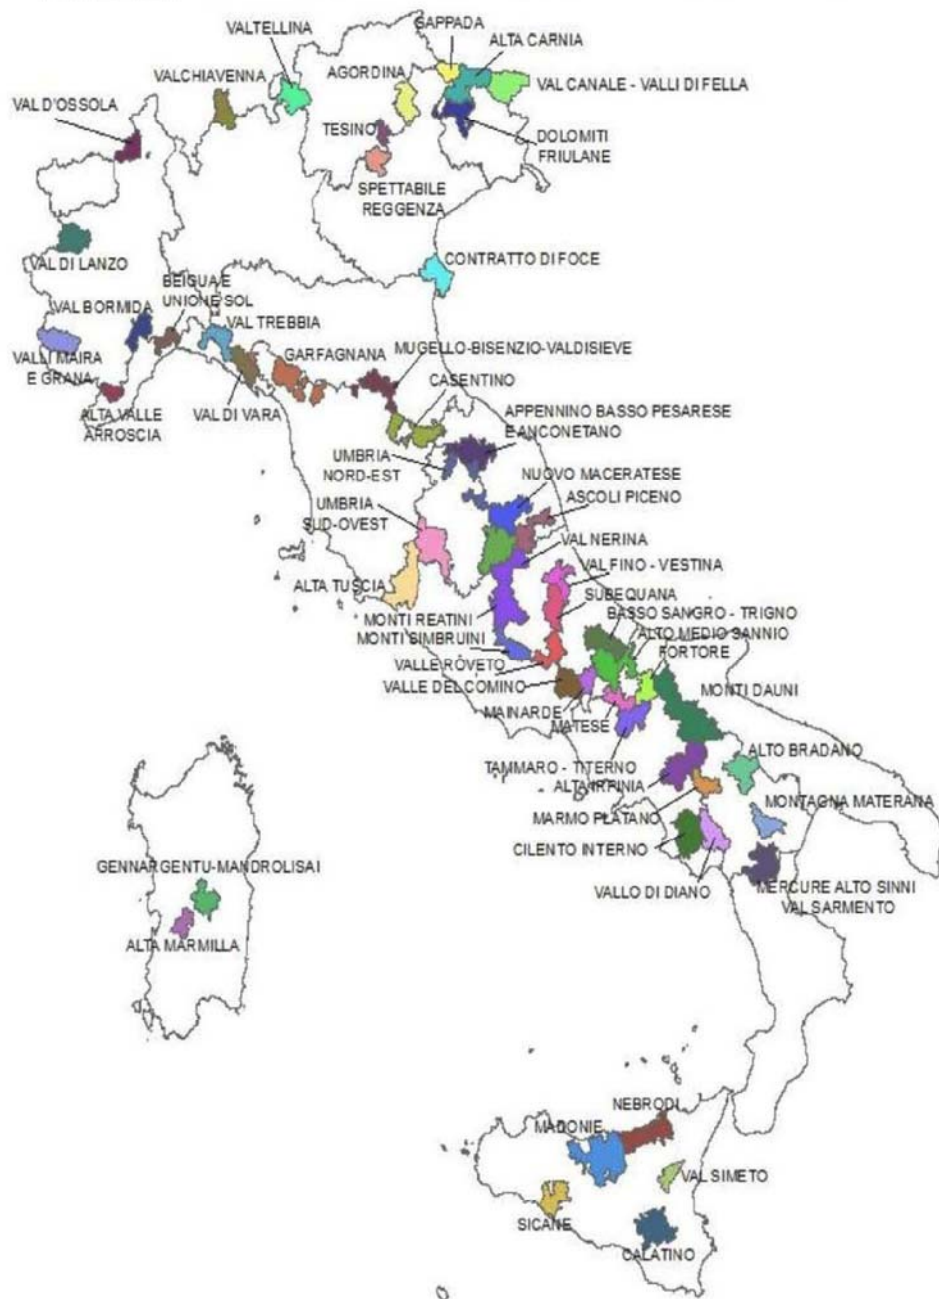 SAPPADA
VALTELLINA
ALTA CARNIA
VALCHIAVENNA
AGORDINA
VAL CANALE - VALLI DI FELLA
VAL D'OSSOLA
TESINO
DOLOMITI
FRIULANE
SPETTABILE
REGGENZA
VAL DI LANZO
CONTRATTO DI FOCE
BEIGUA E
UNIONE SOL
VAL BORMIDA
VAL TREBBIA
VALLI MAIRA
E GRANA
GARFAGNANA
MUGELLO-BISENZIO-VALDISIEVE
CASENTINO
ALTA VALLE
ARROSCIA
VAL DI VARA
APPENNINO BASSO PESARESE
E ANCONETANO
UMBRIA
NORD-EST
NUOVO MACERATESE
ASCOLI PICENO
UMBRIA
SUD-OVEST
VAL NERINA
ALTA TUSCIA
VAL FINO - VESTINA
SUBEQUANA
MONTI REATINI
BASSO SANGRO - TRIGNO
MONTI SIMBRUINI
ALTO MEDIO SANNIO
FORTORE
VALLE ROVETO
VALLE DEL COMINO
MONTI DAUNI
MAINARDE
MATESE
TAMMARO - TITERNO
ALTO BRADANO
ALTA IRPINIA
MARMO PLATANO
MONTAGNA MATERANA
CILENTO INTERNO
VALLO DI DIANO
MERCURE ALTO SINNI
VAL SARMENTO
GENNARGENTU-MANDROLISAI
ALTA MARMILLA
NEBRODI
MADONIE
VAL SIMETO
SICANE
CALATINO